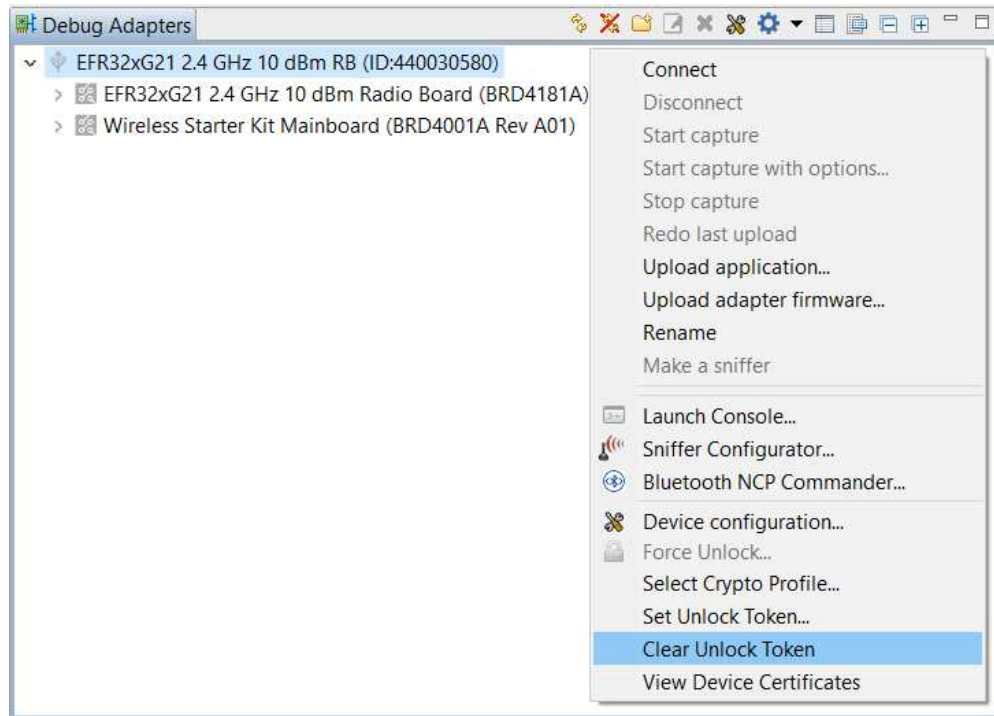 Debug Adapters
EFR32xG21 2.4 GHz 10 dBm RB (ID:440030580)
EFR32xG21 2.4 GHz 10 dBm Radio Board (BRD4181A)
Wireless Starter Kit Mainboard (BRD4001A Rev A01)
Connect
Disconnect
Start capture
Start capture with options...
Stop capture
Redo last upload
Upload application...
Upload adapter firmware...
Rename
Make a sniffer
Launch Console...
Sniffer Configurator...
Bluetooth NCP Commander...
Device configuration...
Force Unlock...
Select Crypto Profile...
Set Unlock Token...
Clear Unlock Token
View Device Certificates